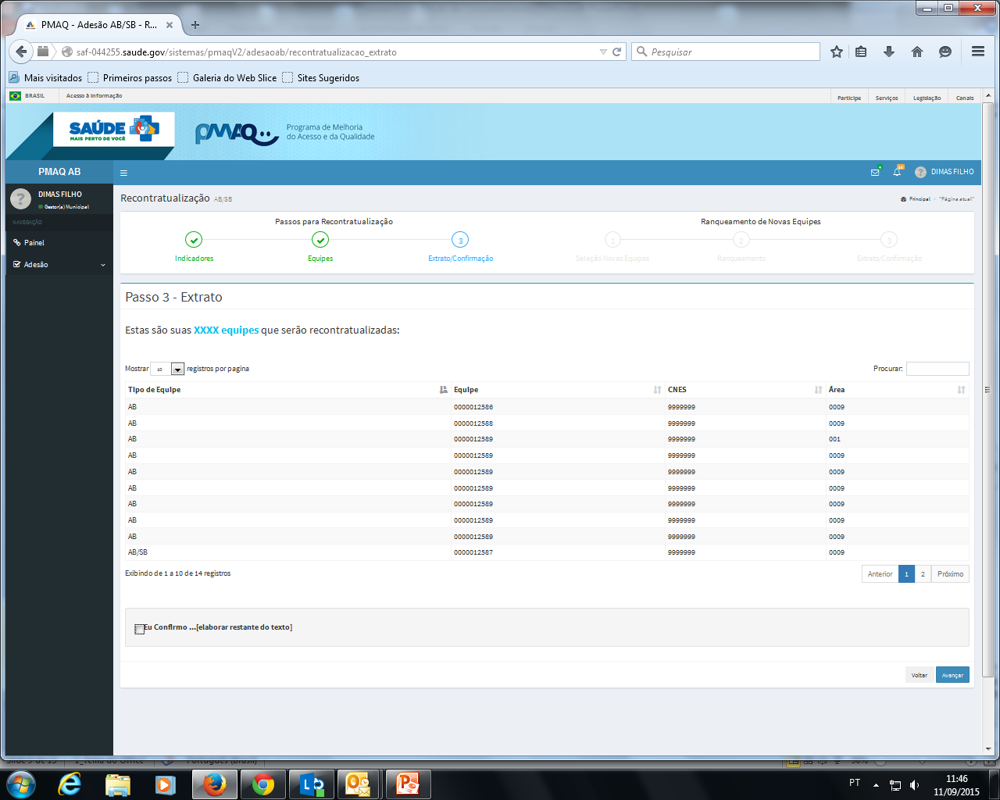 PMAQ - Adesão AB/SB - R...
saf-044255.saude.gov/sistemas/pmaqV2/adesaoab/recontratualizacao_extrato
Pesquisar
Mais visitados Primeiros passos Galeria do Web Slice Sites Sugeridos
BRASIL Acesso à informação Participe Serviços Legislação Canais
SAÚDE
MAIS PERTO DE VOCÊ
PMAQ
Programa de Melhoria
do Acesso e da Qualidade
PMAQ AB
DIMAS FILHO
DIMAS FILHO
Gestor(a) Municipal
NAVEGAÇÃO
Painel
Adesão
Recontratualização AB/SB
Principal "Página atual"
Passos para Recontratualização
3
Indicadores Equipes Extrato/Confirmação
Ranqueamento de Novas Equipes
1 2 3
Seleção Novas Equipes Ranqueamento Extrato/Confirmação
Passo 3 - Extrato
Estas são suas XXXX equipes que serão recontratualizadas:
Mostrar 10 registros por pagina Procurar:
Tipo de Equipe Equipe CNES Área
AB 0000012586 9999999 0009
AB 0000012588 9999999 0009
AB 0000012589 9999999 001
AB 0000012589 9999999 0009
AB 0000012589 9999999 0009
AB 0000012589 9999999 0009
AB 0000012589 9999999 0009
AB 0000012589 9999999 0009
AB 0000012589 9999999 0009
AB/SB 0000012587 9999999 0009
Exibindo de 1 a 10 de 14 registros Anterior 1 2 Próximo
Eu Confirmo ...[elaborar restante do texto]
Voltar Avançar
PT
11:46
11/09/2015